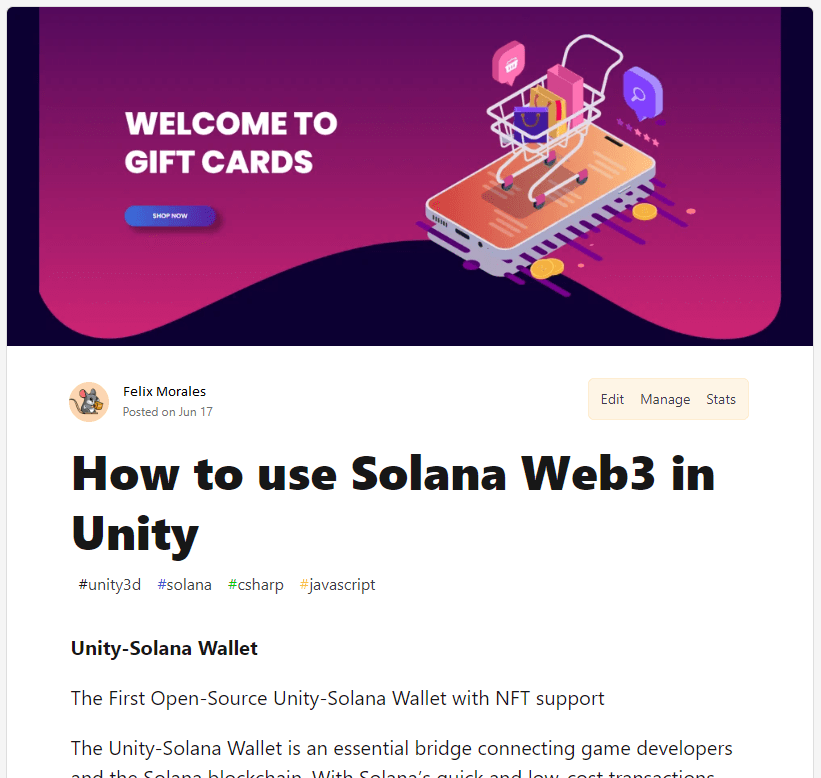 WELCOME TO
GIFT CARDS
SHOP NOW
Felix Morales
Posted on Jun 17
Edit Manage Stats
How to use Solana Web3 in
Unity
#unity3d #solana #csharp #javascript
Unity-Solana Wallet
The First Open-Source Unity-Solana Wallet with NFT support
The Unity-Solana Wallet is an essential bridge connecting game developers
and the Solana blockchain. With Solana's quick and low-cost transactions,